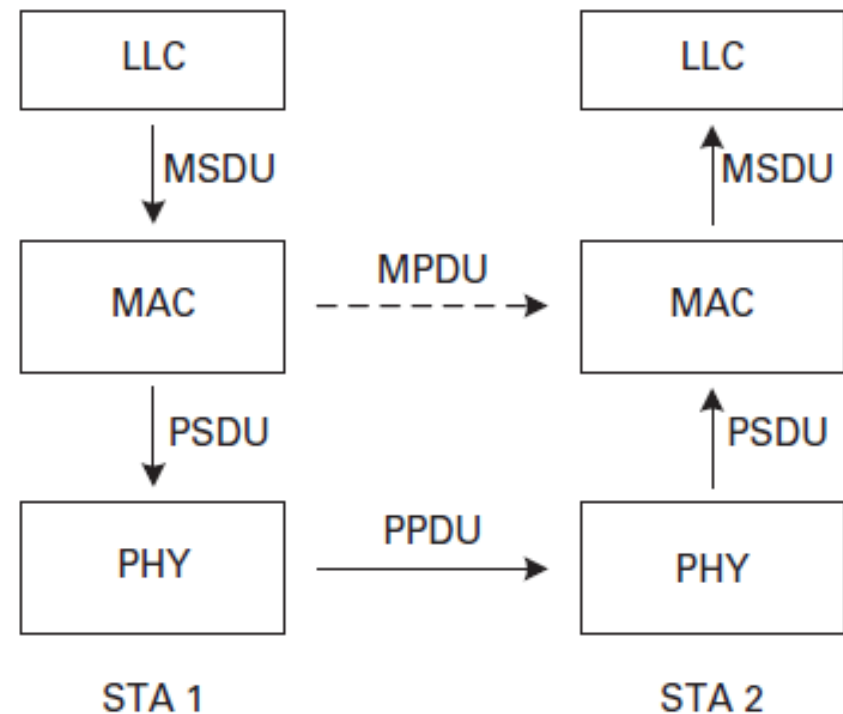 LLC LLC
MSDU MSDU
MPDU
MAC MAC
PSDU PSDU
PPDU
PHY PHY
STA 1 STA 2